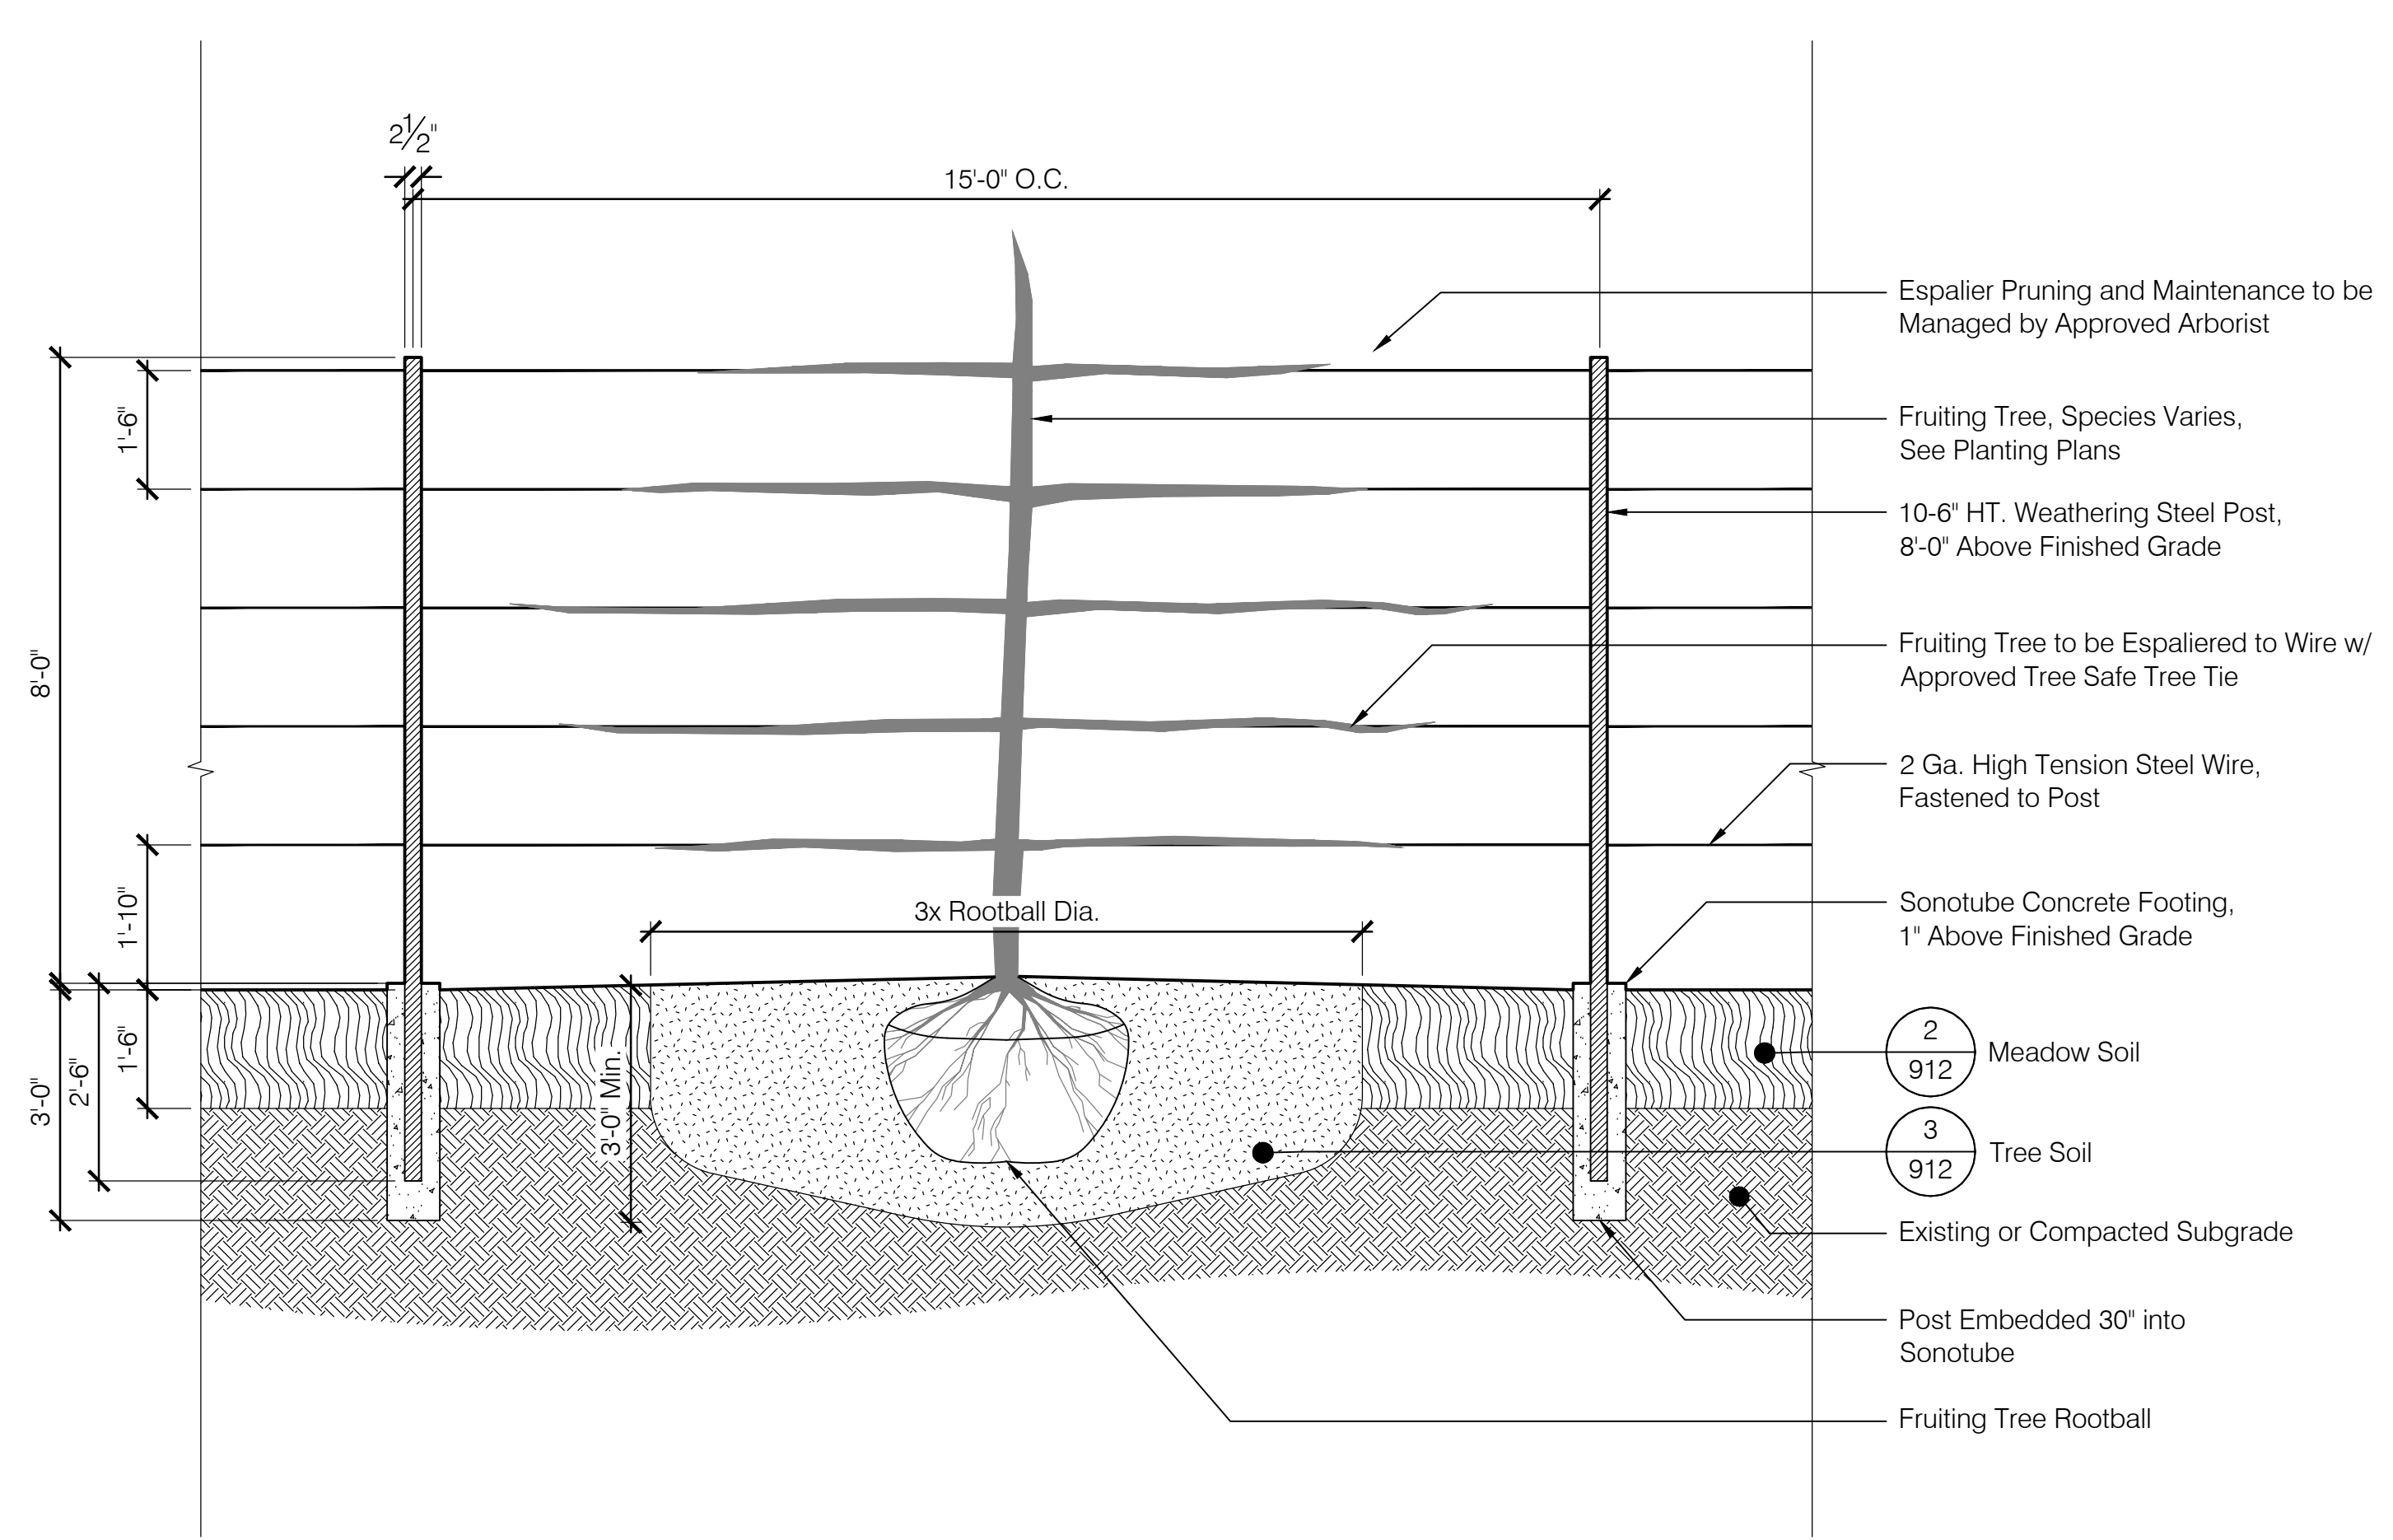 2 1/2"
15'-0" O.C.
Espalier Pruning and Maintenance to be
Managed by Approved Arborist
1'-6"
Fruiting Tree, Species Varies,
See Planting Plans
10-6" HT. Weathering Steel Post,
8'-0" Above Finished Grade
8'-0"
Fruiting Tree to be Espaliered to Wire w/
Approved Tree Safe Tree Tie
2 Ga. High Tension Steel Wire,
Fastened to Post
1'-10"
3x Rootball Dia.
Sonotube Concrete Footing,
1" Above Finished Grade
1'-6"
2'-6"
3'-0"
3'-0" Min.
2
912
Meadow Soil
3
912
Tree Soil
Existing or Compacted Subgrade
Post Embedded 30" into
Sonotube
Fruiting Tree Rootball